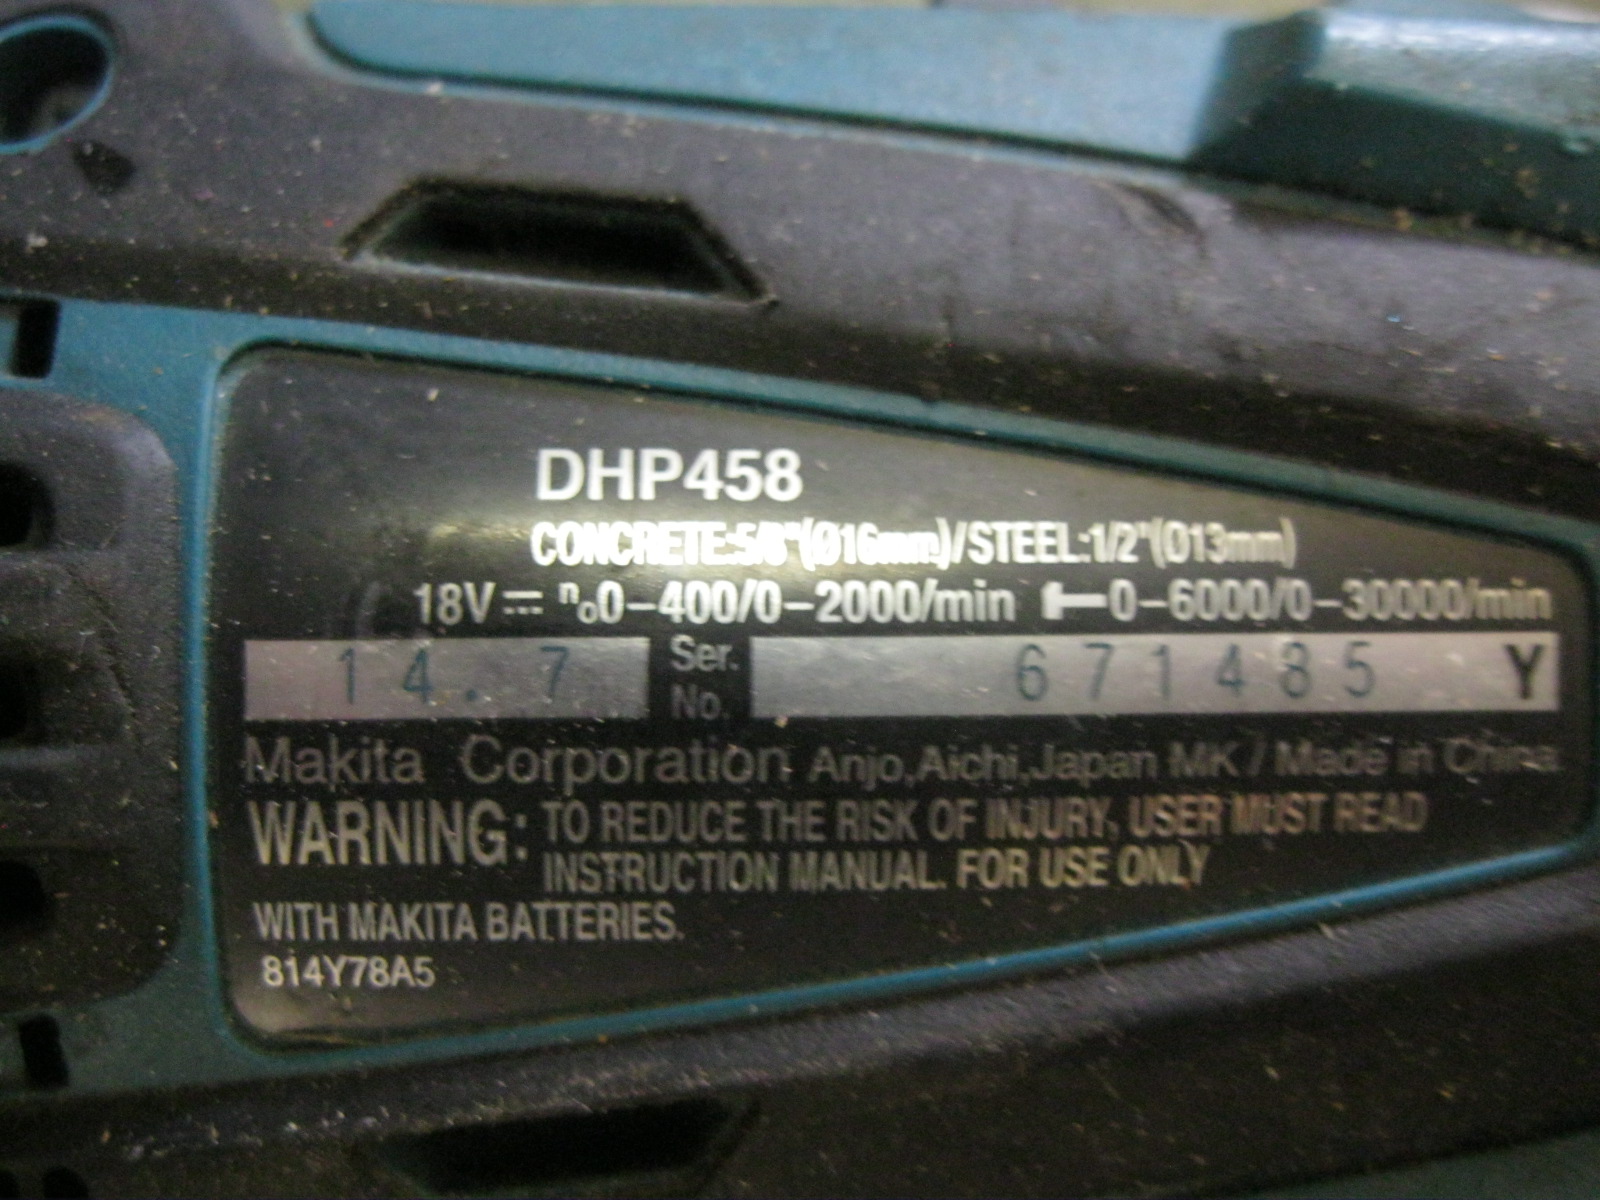 DHP458
CONCRETE:5/8"(Ø16mm)/STEEL:1/2"(Ø13mm)
18V⎓ n₀0-400/0-2000/min 0-6000/0-30000/min
14. 7 Ser. No. 671485 Y
Makita Corporation Anjo,Aichi,Japan MK / Made in China
WARNING: TO REDUCE THE RISK OF INJURY, USER MUST READ
INSTRUCTION MANUAL. FOR USE ONLY
WITH MAKITA BATTERIES.
814Y78A5